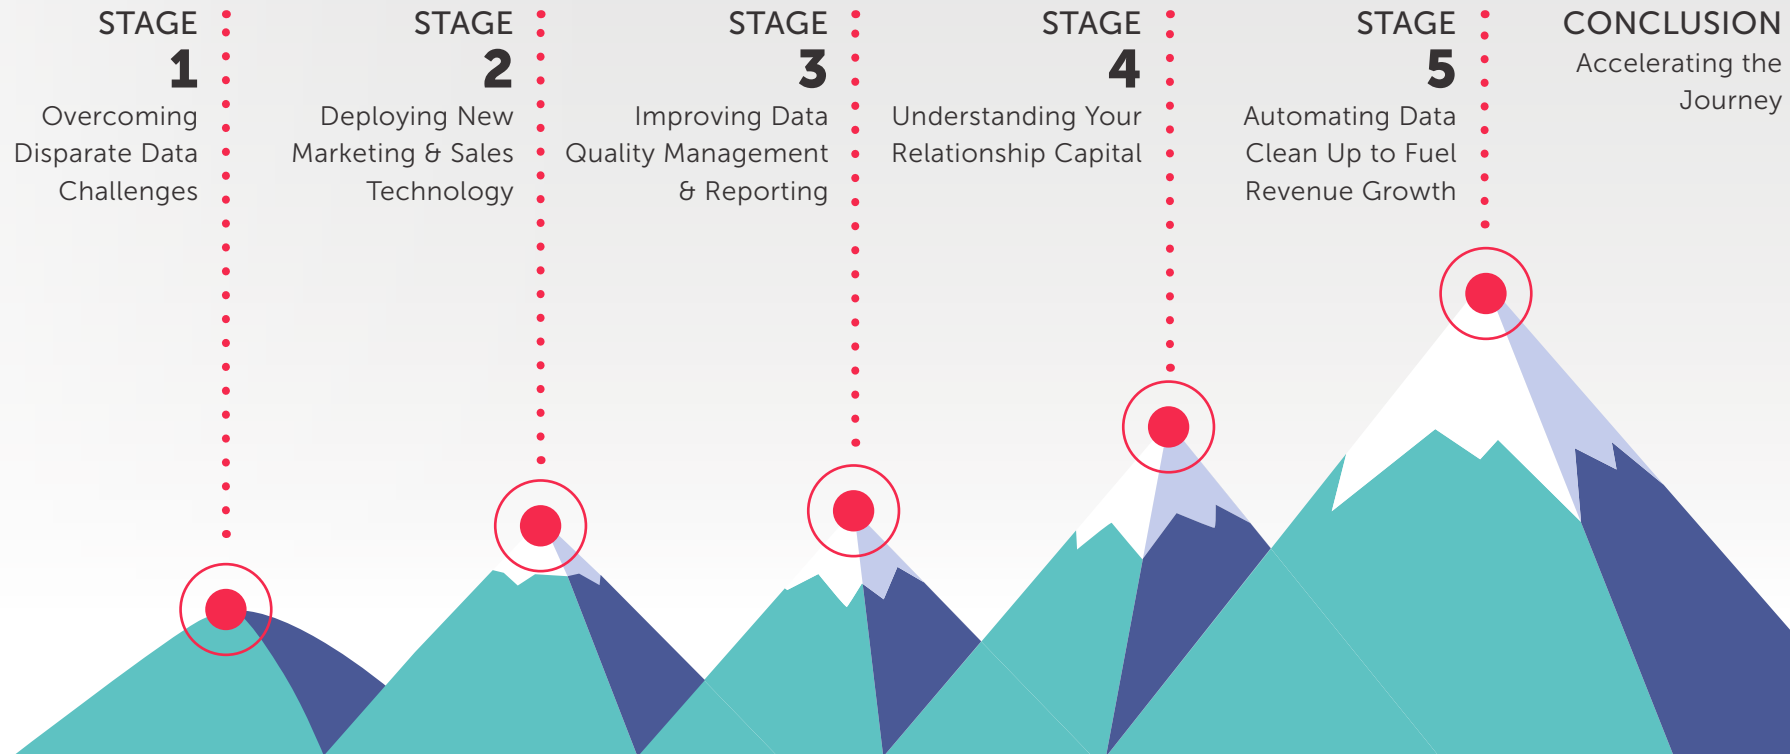 STAGE
1
Overcoming
Disparate Data
Challenges
STAGE
2
Deploying New
Marketing & Sales
Technology
STAGE
3
Improving Data
Quality Management
& Reporting
STAGE
4
Understanding Your
Relationship Capital
STAGE
5
Automating Data
Clean Up to Fuel
Revenue Growth
CONCLUSION
Accelerating the
Journey